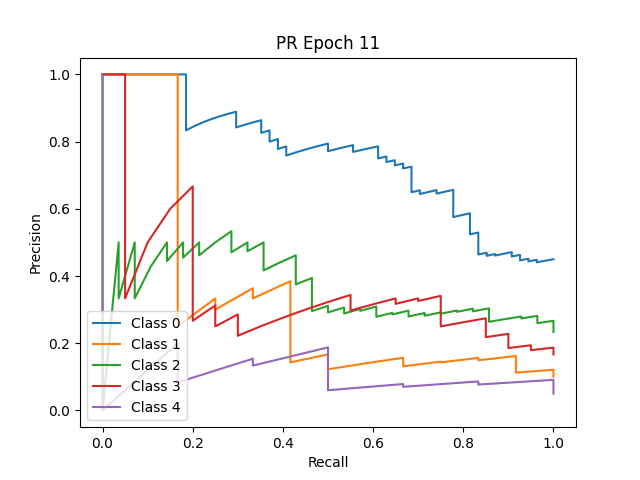 PR Epoch 11
Precision
1.0
0.8
0.6
0.4
0.2
0.0
Class 0
Class 1
Class 2
Class 3
Class 4
0.0 0.2 0.4 0.6 0.8 1.0
Recall